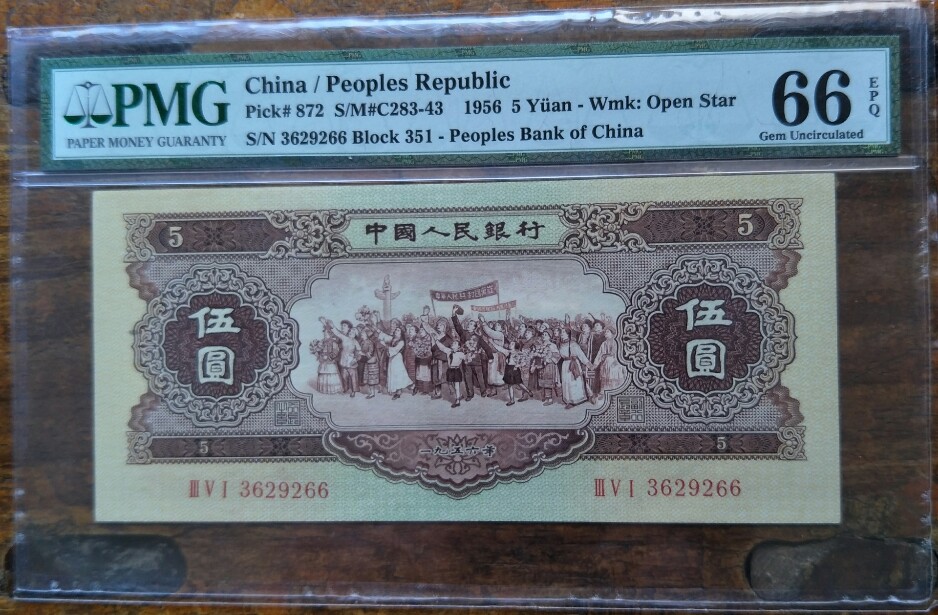 PMG
PAPER MONEY GUARANTY
China / Peoples Republic
Pick# 872 S/M#C283-43 1956 5 Yüan - Wmk: Open Star
S/N 3629266 Block 351 - Peoples Bank of China
66
EPQ
Gem Uncirculated
5
中國人民銀行
5
伍圓
伍圓
5
一九五六年
5
ⅢⅤⅠ 3629266
ⅢⅤⅠ 3629266